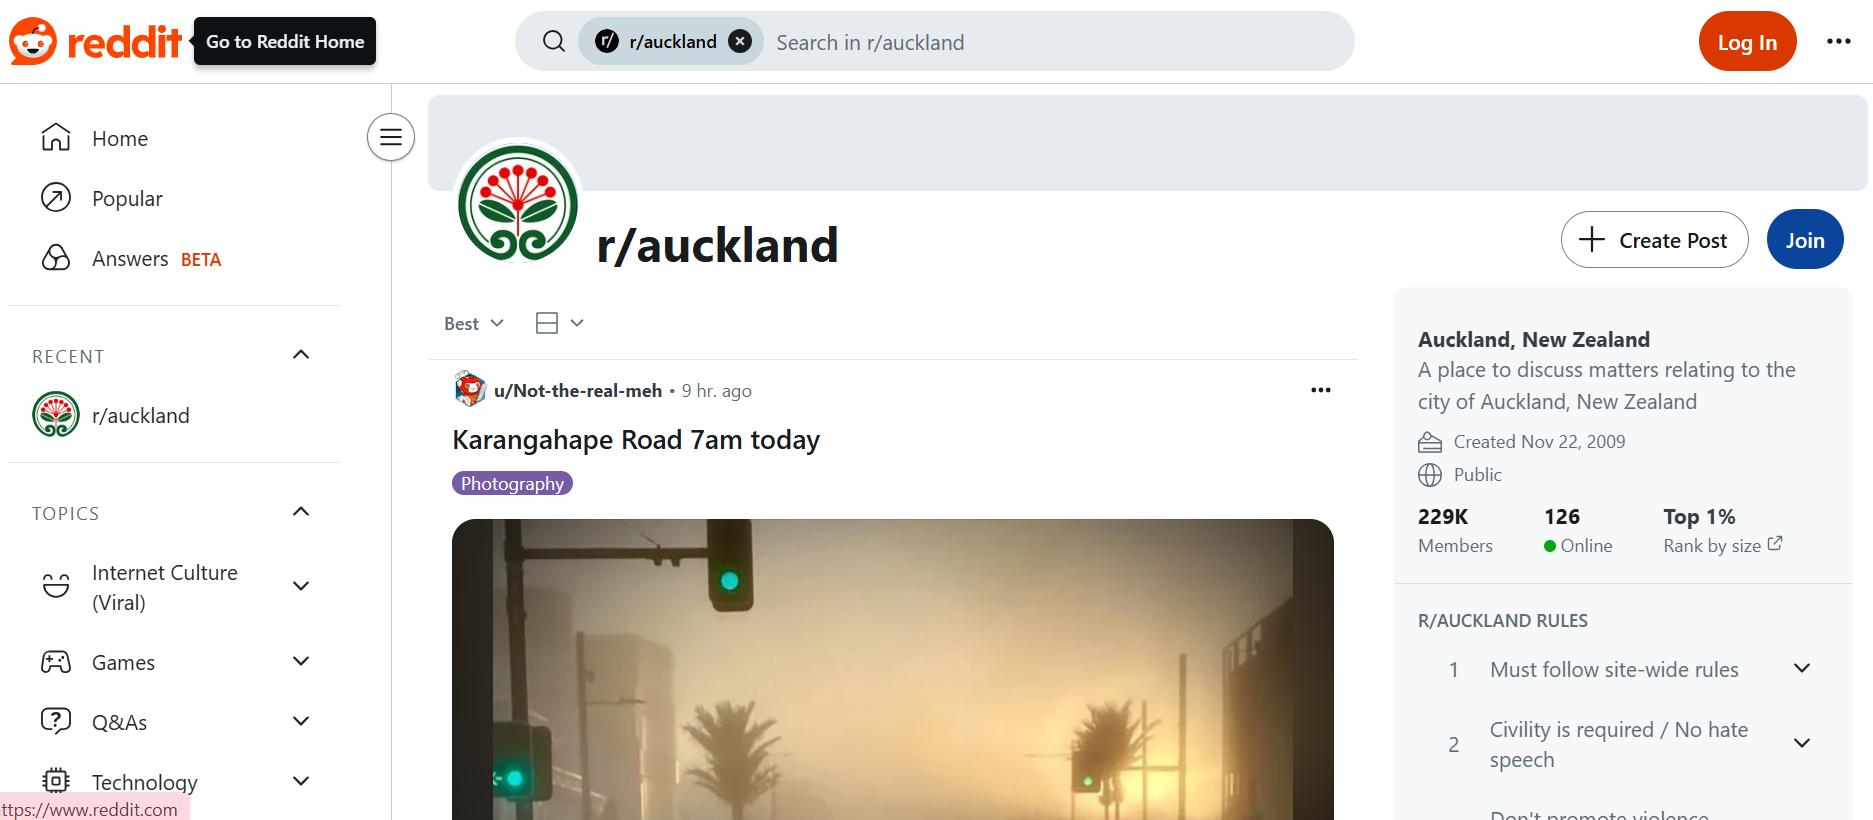 reddit
Go to Reddit Home
r/ r/auckland
Search in r/auckland
Log In
Home
Popular
Answers BETA
RECENT
r/auckland
TOPICS
Internet Culture
(Viral)
Games
Q&As
Technology
ttps://www.reddit.com
r/auckland
Create Post
Join
Best
u/Not-the-real-meh • 9 hr. ago
Karangahape Road 7am today
Photography
Auckland, New Zealand
A place to discuss matters relating to the
city of Auckland, New Zealand
Created Nov 22, 2009
Public
229K
Members
126
Online
Top 1%
Rank by size
R/AUCKLAND RULES
1 Must follow site-wide rules
2 Civility is required / No hate
speech
Don't promote violence